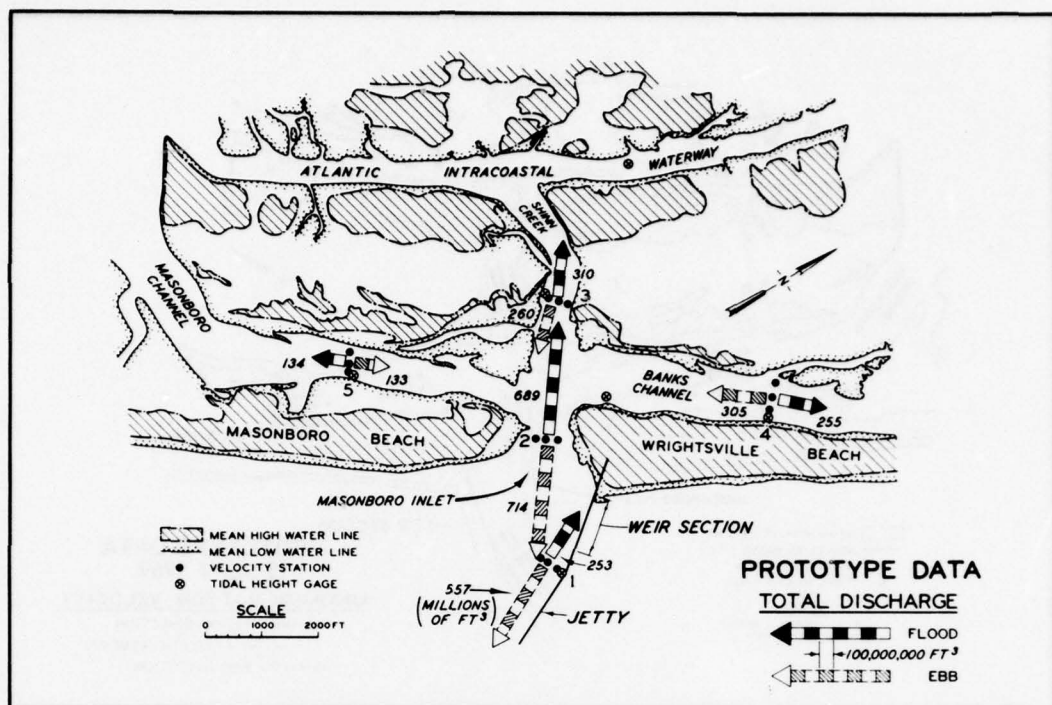 ATLANTIC INTRACOASTAL WATERWAY
SHINN CREEK
MASONBORO CHANNEL
310
3
N
260
134
133
5
689
BANKS CHANNEL
305
255
4
MASONBORO BEACH
2
WRIGHTSVILLE BEACH
MASONBORO INLET
714
WEIR SECTION
253
1
557
(MILLIONS
OF FT³)
JETTY
MEAN HIGH WATER LINE
MEAN LOW WATER LINE
VELOCITY STATION
TIDAL HEIGHT GAGE
SCALE
0 1000 2000 FT
PROTOTYPE DATA
TOTAL DISCHARGE
FLOOD
100,000,000 FT³
EBB